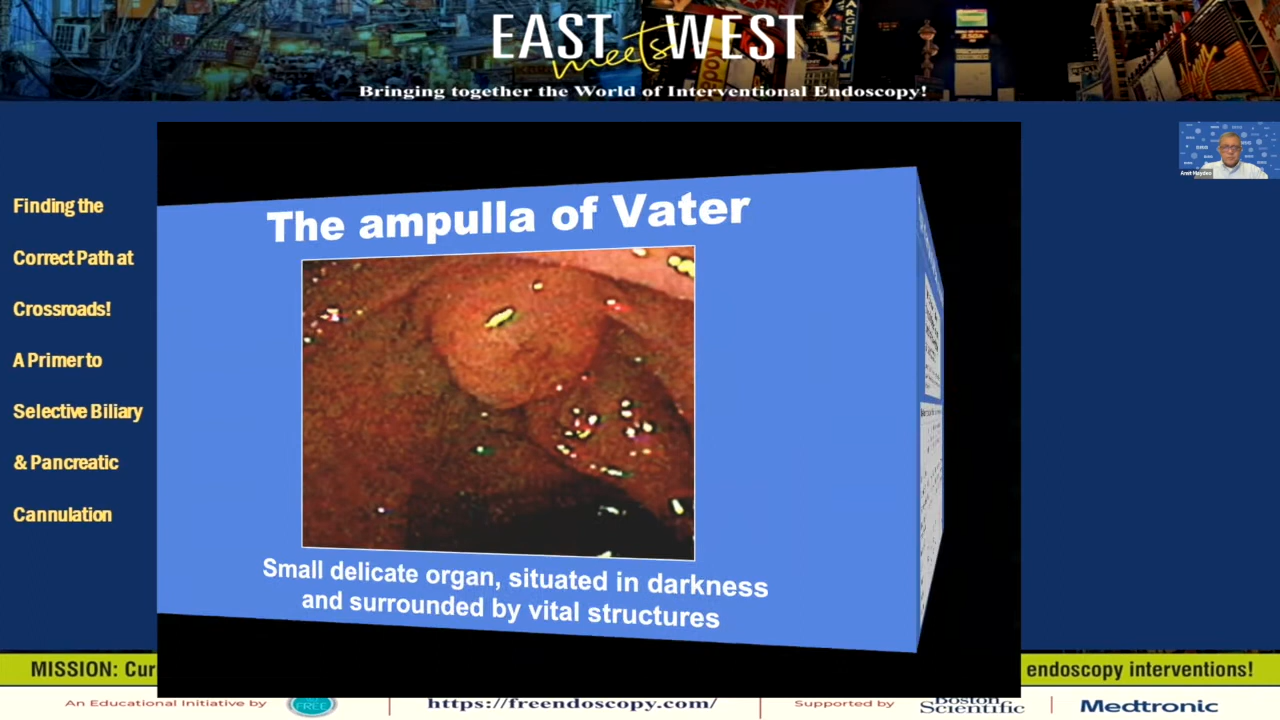 EAST meets WEST
Bringing together the World of Interventional Endoscopy!
Finding the
Correct Path at
Crossroads!
A Primer to
Selective Biliary
& Pancreatic
Cannulation
The ampulla of Vater
Small delicate organ, situated in darkness
and surrounded by vital structures
MISSION: Cur
endoscopy interventions!
An Educational Initiative by
FREE
https://freendoscopy.com/
Supported by
Boston
Scientific
Medtronic